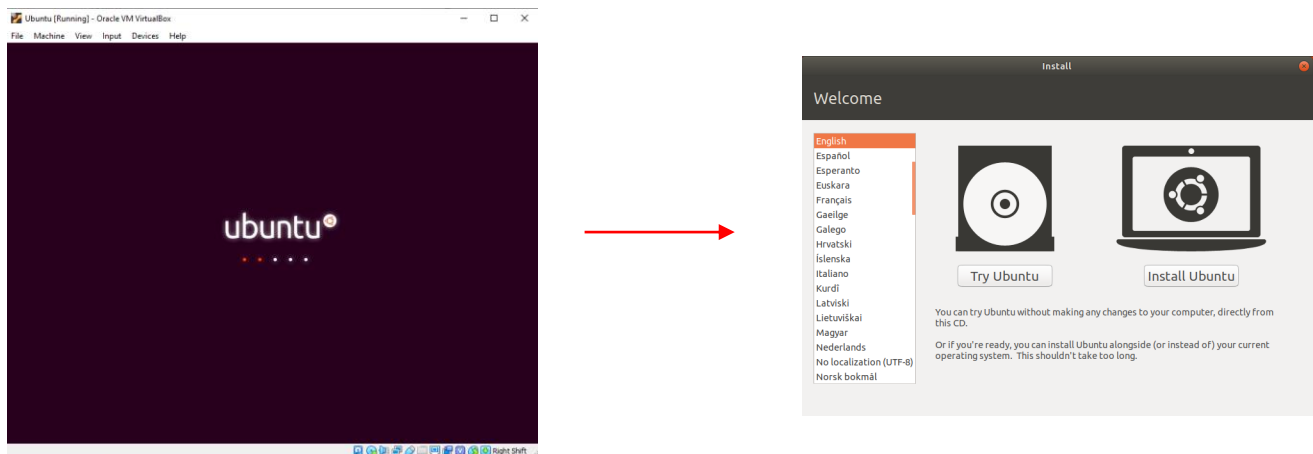 Ubuntu [Running] - Oracle VM VirtualBox
File Machine View Input Devices Help
ubuntu
Right Shift
Install
Welcome
English
Español
Esperanto
Euskara
Français
Gaeilge
Galego
Hrvatski
Íslenska
Italiano
Kurdî
Latviski
Lietuviškai
Magyar
Nederlands
No localization (UTF-8)
Norsk bokmål
Try Ubuntu
Install Ubuntu
You can try Ubuntu without making any changes to your computer, directly from
this CD.
Or if you're ready, you can install Ubuntu alongside (or instead of) your current
operating system. This shouldn't take too long.